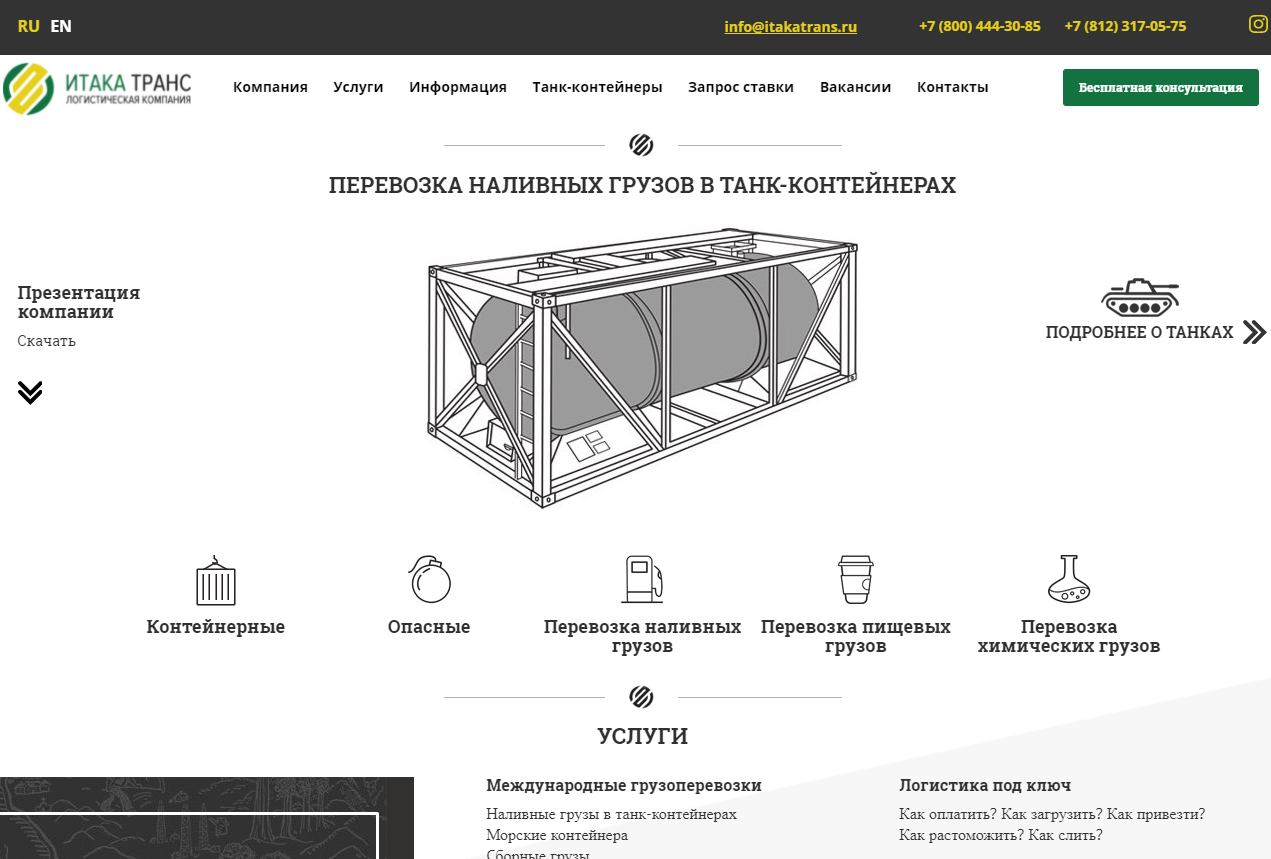 RU EN
info@itakatrans.ru
+7 (800) 444-30-85
+7 (812) 317-05-75
ИТАКА ТРАНС
ЛОГИСТИЧЕСКАЯ КОМПАНИЯ
Компания
Услуги
Информация
Танк-контейнеры
Запрос ставки
Вакансии
Контакты
Бесплатная консультация
ПЕРЕВОЗКА НАЛИВНЫХ ГРУЗОВ В ТАНК-КОНТЕЙНЕРАХ
Презентация
компании
Скачать
ПОДРОБНЕЕ О ТАНКАХ
Контейнерные
Опасные
Перевозка наливных
грузов
Перевозка пищевых
грузов
Перевозка
химических грузов
УСЛУГИ
Международные грузоперевозки
Наливные грузы в танк-контейнерах
Морские контейнера
Сборные грузы
Логистика под ключ
Как оплатить? Как загрузить? Как привезти?
Как растоможить? Как слить?